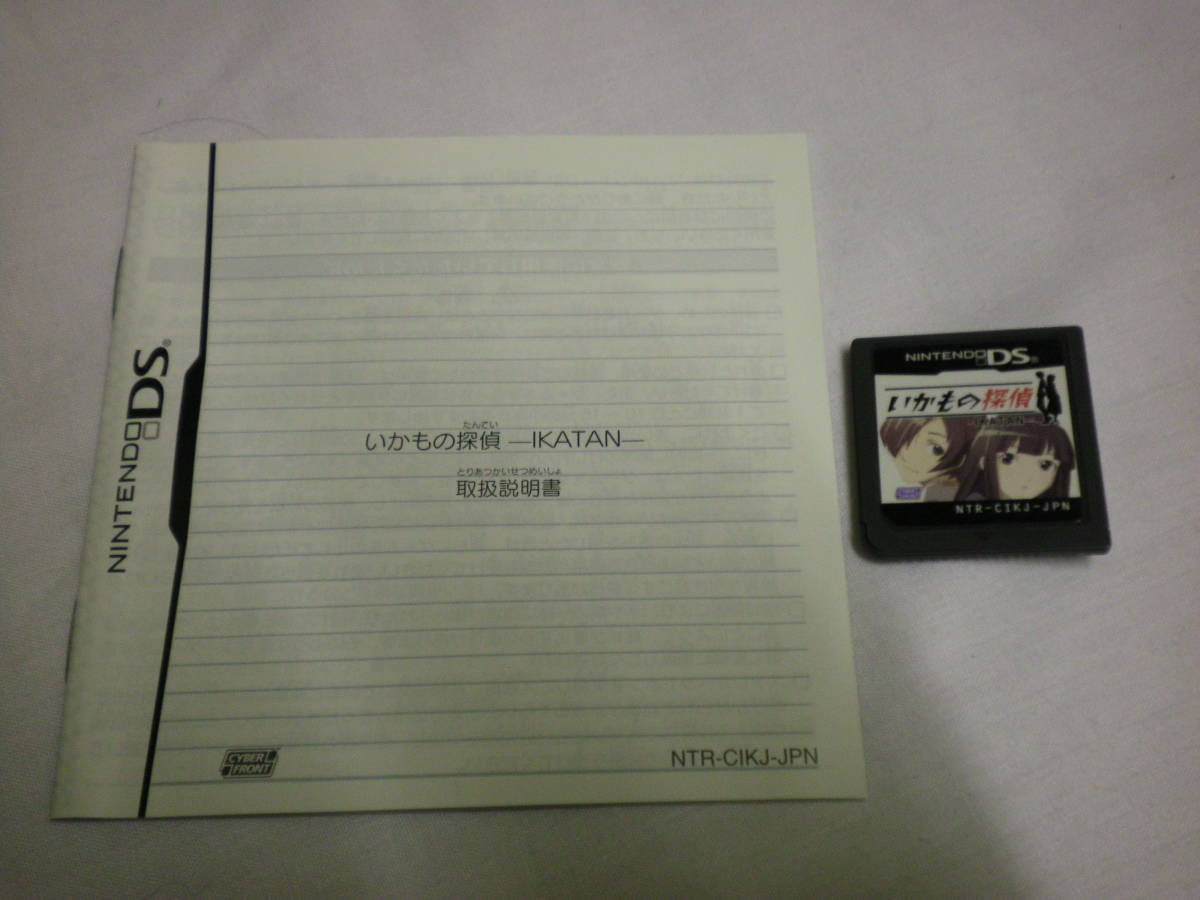 NINTENDO DS®
たんてい
いかもの探偵 —IKATAN—
とりあつかいせつめいしょ
取扱説明書
CYBER
FRONT
NTR-CIKJ-JPN
NINTENDO DS®
いかもの探偵
—IKATAN—
NTR-CIKJ-JPN